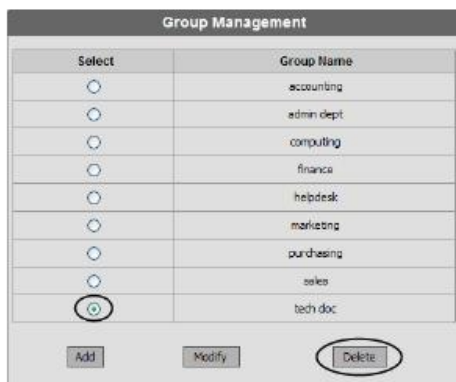 Group Management
Select Group Name
accounting
admin dept
computing
finance
helpdesk
marketing
purchasing
sales
tech doc
Add Modify Delete